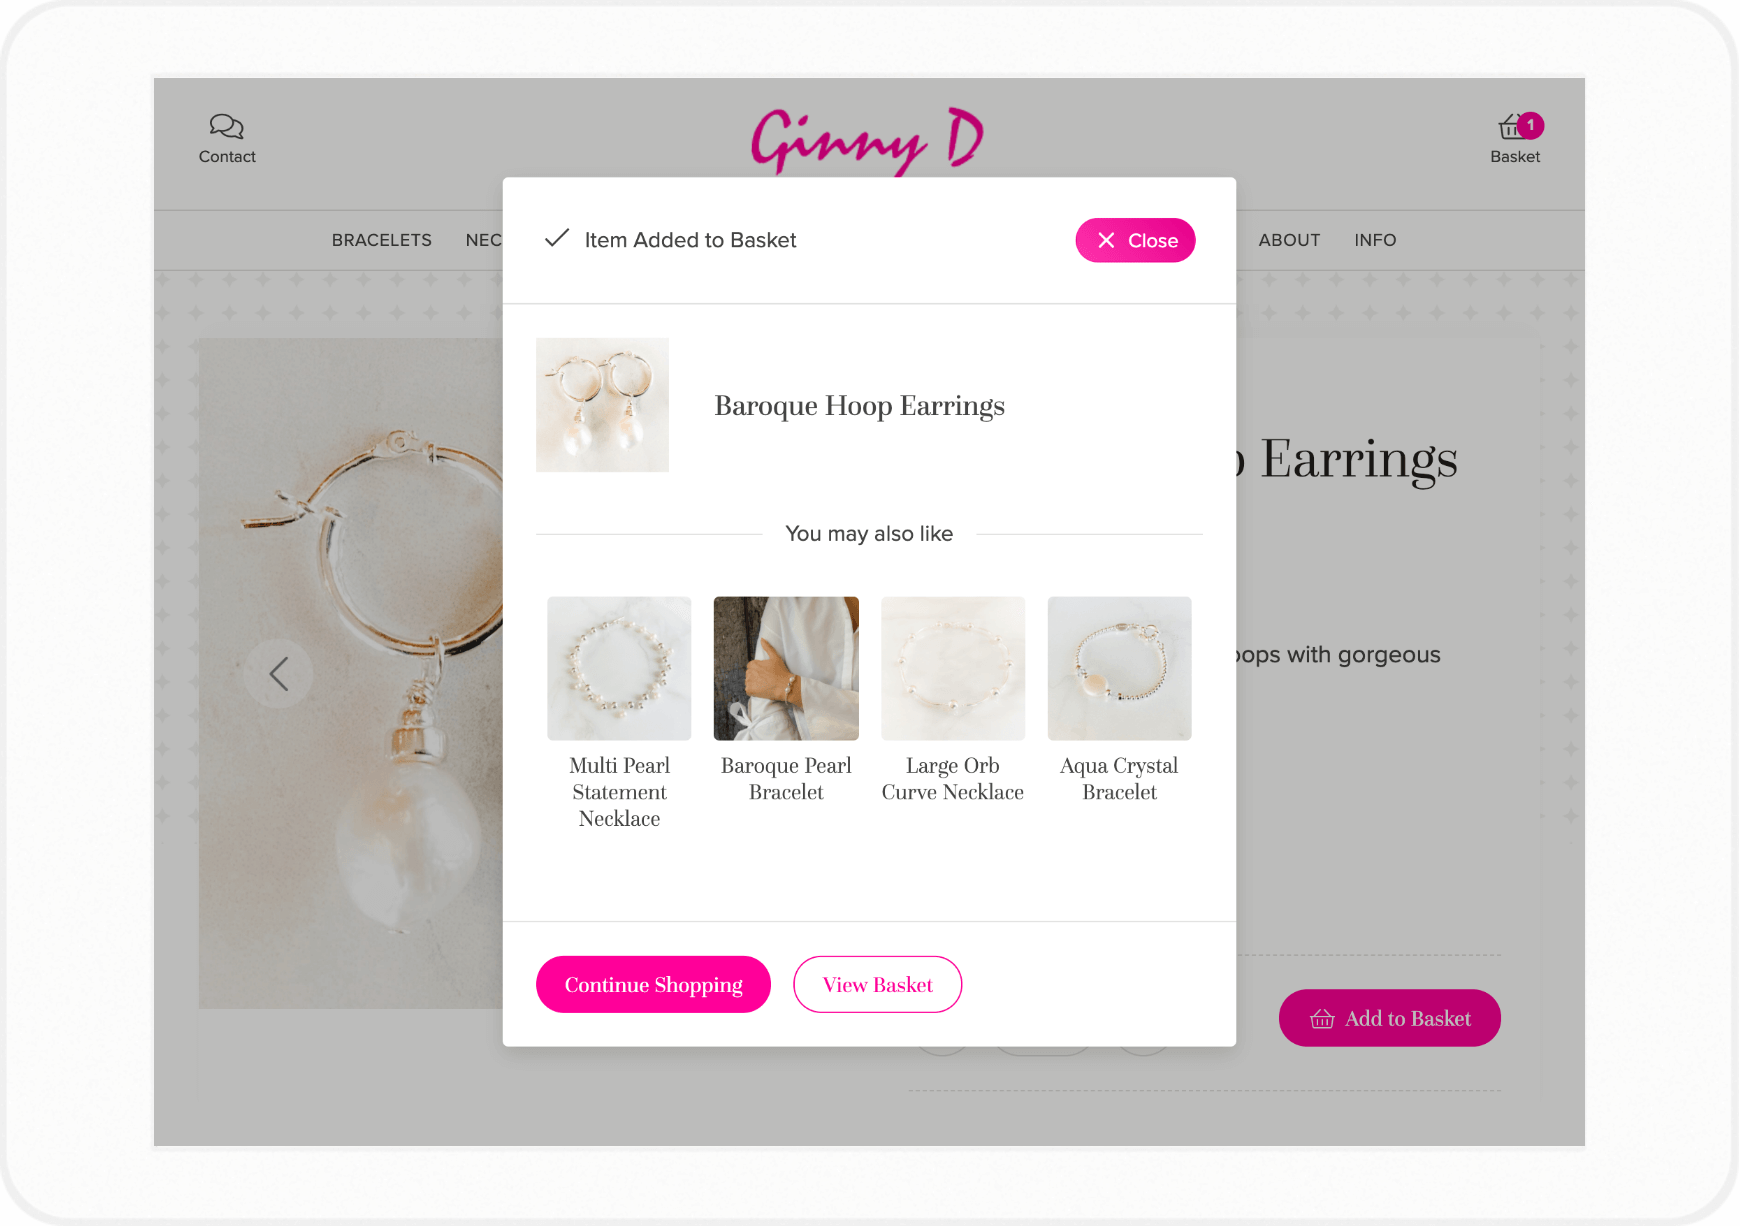 Contact
Ginny D
1
Basket
BRACELETS
ABOUT
INFO
Item Added to Basket
Close
Baroque Hoop Earrings
Earrings
You may also like
with gorgeous
Multi Pearl
Statement
Necklace
Baroque Pearl
Bracelet
Large Orb
Curve Necklace
Aqua Crystal
Bracelet
Continue Shopping
View Basket
Add to Basket